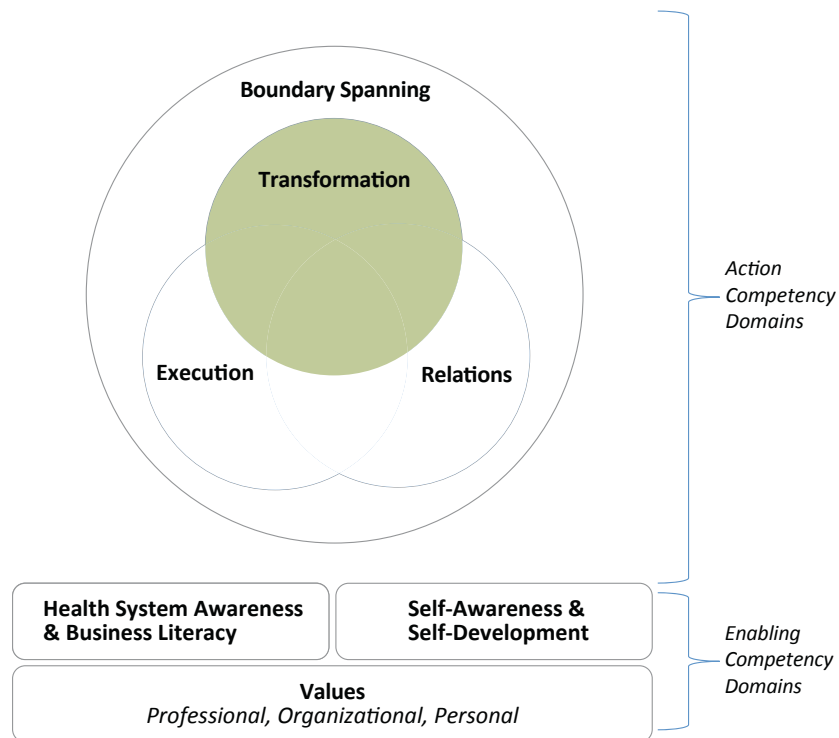 Boundary Spanning
Transformation
Execution
Relations
Action
Competency
Domains
Health System Awareness
& Business Literacy
Self-Awareness &
Self-Development
Enabling
Competency
Domains
Values
Professional, Organizational, Personal